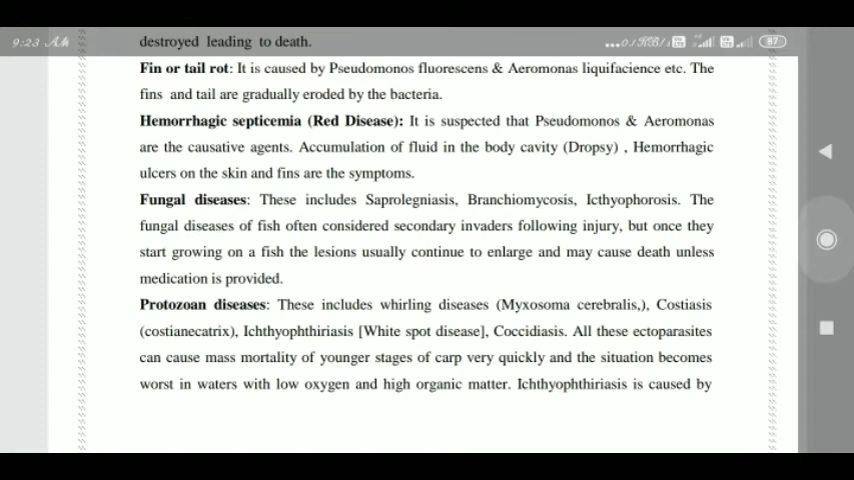 9:23 AM
...0.1 KB/s
87
destroyed leading to death.
Fin or tail rot: It is caused by Pseudomonos fluorescens & Aeromonas liquifacience etc. The
fins and tail are gradually eroded by the bacteria.
Hemorrhagic septicemia (Red Disease): It is suspected that Pseudomonos & Aeromonas
are the causative agents. Accumulation of fluid in the body cavity (Dropsy) , Hemorrhagic
ulcers on the skin and fins are the symptoms.
Fungal diseases: These includes Saprolegniasis, Branchiomycosis, Icthyophorosis. The
fungal diseases of fish often considered secondary invaders following injury, but once they
start growing on a fish the lesions usually continue to enlarge and may cause death unless
medication is provided.
Protozoan diseases: These includes whirling diseases (Myxosoma cerebralis,), Costiasis
(costianecatrix), Ichthyophthiriasis [White spot disease], Coccidiasis. All these ectoparasites
can cause mass mortality of younger stages of carp very quickly and the situation becomes
worst in waters with low oxygen and high organic matter. Ichthyophthiriasis is caused by